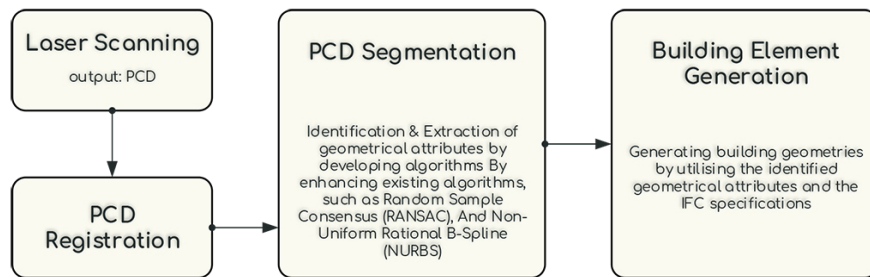 Laser Scanning
output: PCD
PCD
Registration
PCD Segmentation
Identification & Extraction of
geometrical attributes by
developing algorithms By
enhancing existing algorithms,
such as Random Sample
Consensus (RANSAC), And Non-
Uniform Rational B-Spline
(NURBS)
Building Element
Generation
Generating building geometries
by utilising the identified
geometrical attributes and the
IFC specifications